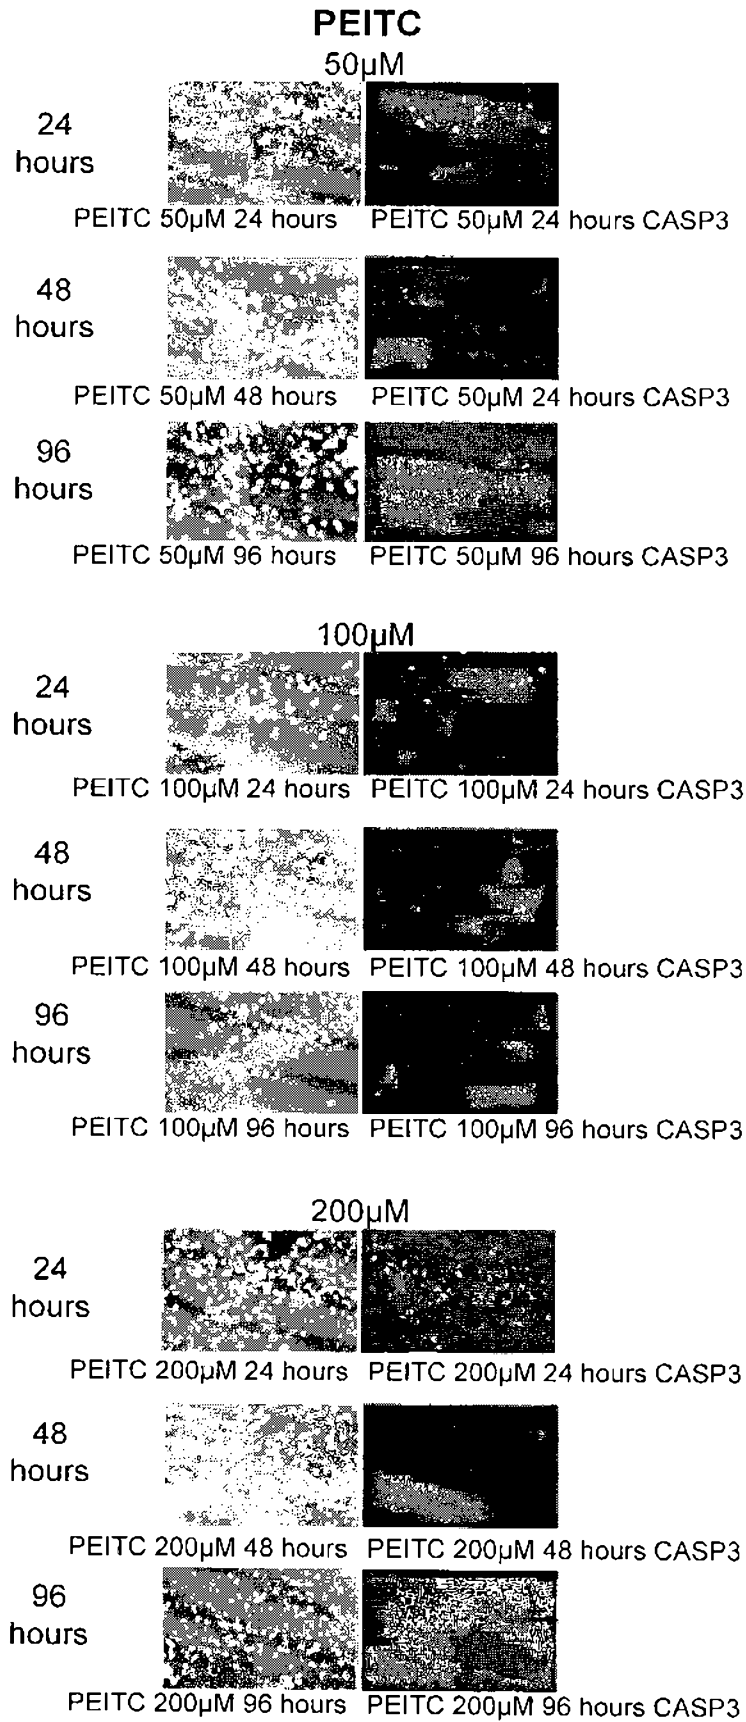 PEITC
50µM
24
hours
PEITC 50µM 24 hours PEITC 50µM 24 hours CASP3
48
hours
PEITC 50µM 48 hours PEITC 50µM 24 hours CASP3
96
hours
PEITC 50µM 96 hours PEITC 50µM 96 hours CASP3
100µM
24
hours
PEITC 100µM 24 hours PEITC 100µM 24 hours CASP3
48
hours
PEITC 100µM 48 hours PEITC 100µM 48 hours CASP3
96
hours
PEITC 100µM 96 hours PEITC 100µM 96 hours CASP3
200µM
24
hours
PEITC 200µM 24 hours PEITC 200µM 24 hours CASP3
48
hours
PEITC 200µM 48 hours PEITC 200µM 48 hours CASP3
96
hours
PEITC 200µM 96 hours PEITC 200µM 96 hours CASP3